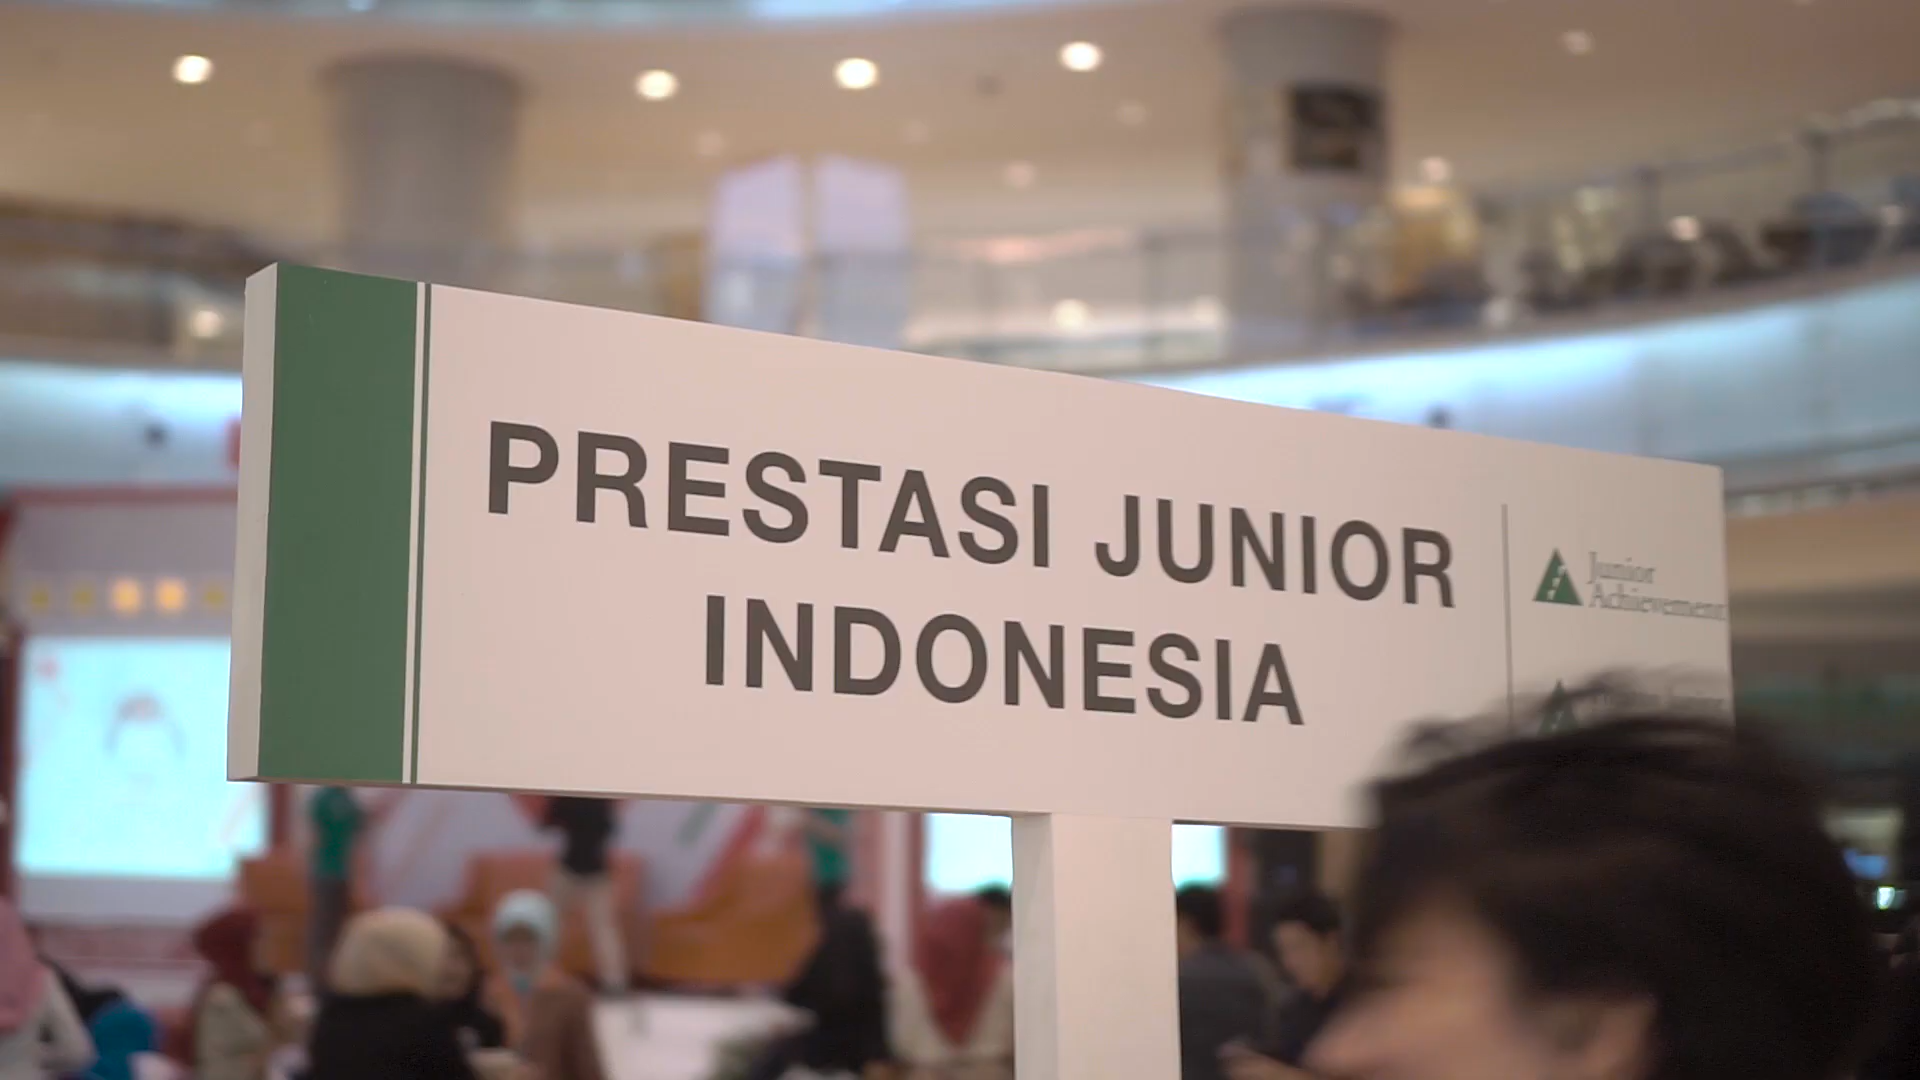 PRESTASI JUNIOR
INDONESIA
Junior
Achievement